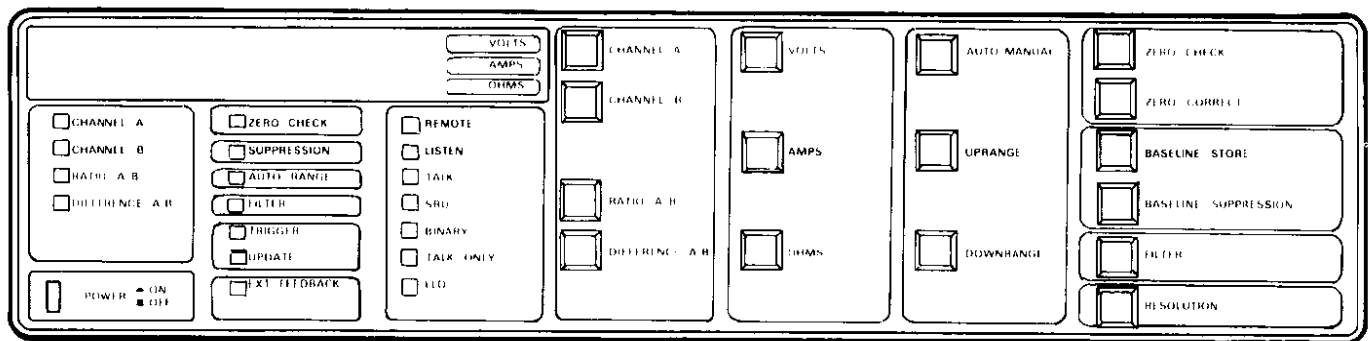 VOLTS
AMPS
OHMS
CHANNEL A
CHANNEL B
RATIO A B
DIFFERENCE A B
ZERO CHECK
SUPPRESSION
AUTO RANGE
FILTER
TRIGGER
UPDATE
EXT FEEDBACK
REMOTE
LISTEN
TALK
SRQ
BINARY
TALK ONLY
LLO
POWER ON
OFF
CHANNEL A
CHANNEL B
RATIO A B
DIFFERENCE A B
VOLTS
AMPS
OHMS
AUTO MANUAL
UPRANGE
DOWNRANGE
ZERO CHECK
ZERO CORRECT
BASELINE STORE
BASELINE SUPPRESSION
FILTER
RESOLUTION